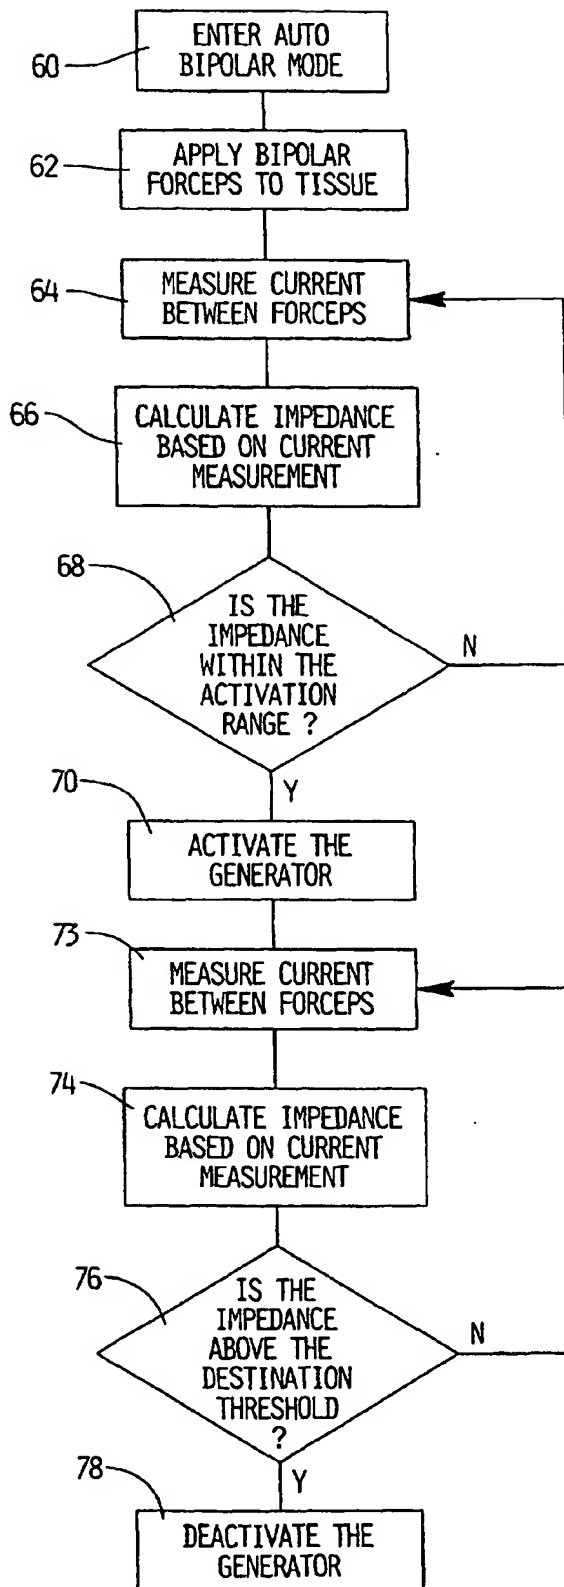 60
ENTER AUTO
BIPOLAR MODE
62
APPLY BIPOLAR
FORCEPS TO TISSUE
64
MEASURE CURRENT
BETWEEN FORCEPS
66
CALCULATE IMPEDANCE
BASED ON CURRENT
MEASUREMENT
68
IS THE
IMPEDANCE
WITHIN THE
ACTIVATION
RANGE ?
N
Y
70
ACTIVATE THE
GENERATOR
73
MEASURE CURRENT
BETWEEN FORCEPS
74
CALCULATE IMPEDANCE
BASED ON CURRENT
MEASUREMENT
76
IS THE
IMPEDANCE
ABOVE THE
DESTINATION
THRESHOLD
?
N
Y
78
DEACTIVATE THE
GENERATOR